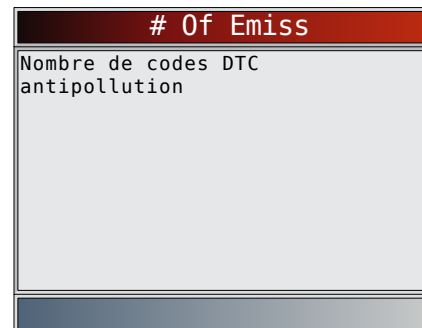 # Of Emiss
Nombre de codes DTC
antipollution